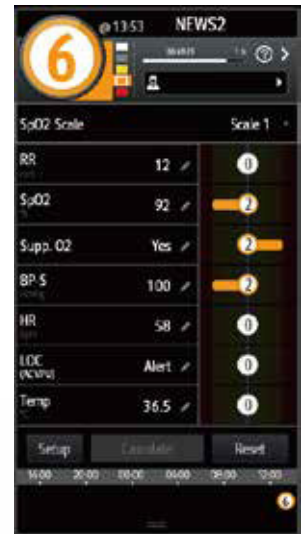 @ 13:53 NEWS2
6
1 h ?
SpO2 Scale Scale 1
RR 12 0
SpO2 92 2
Supp. O2 Yes 2
BP-S 100 2
HR 58 0
LOC Alert 0
(ACVPU)
Temp 36.5 0
°C
Setup Calculate Reset
16:00 20:00 00:00 04:00 08:00 12:00
6